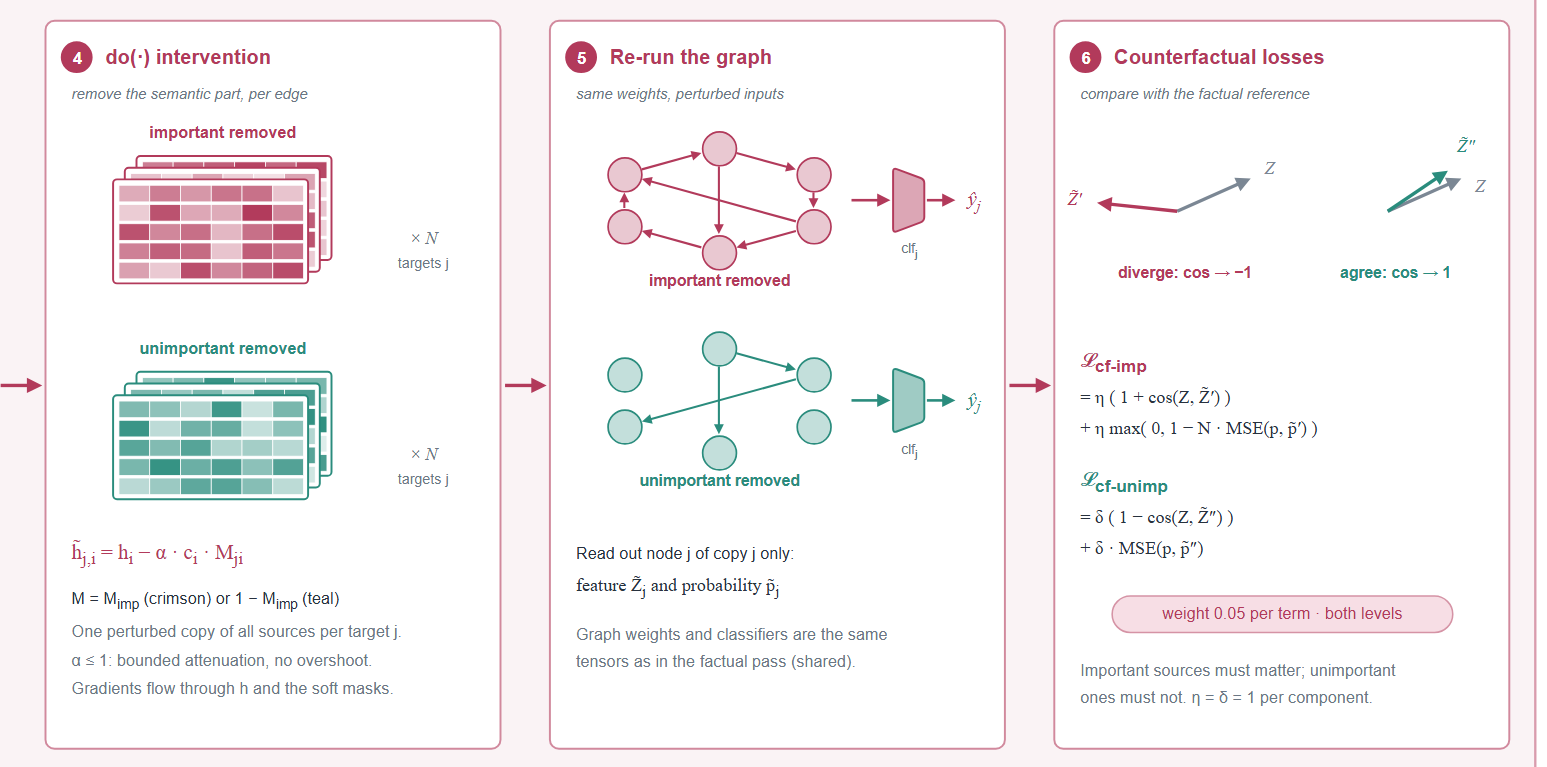 4 do(·) intervention
remove the semantic part, per edge
important removed
× N
targets j
unimportant removed
× N
targets j
h̃j,i = hi − α · ci · Mji
M = Mimp (crimson) or 1 − Mimp (teal)
One perturbed copy of all sources per target j.
α ≤ 1: bounded attenuation, no overshoot.
Gradients flow through h and the soft masks.
5 Re-run the graph
same weights, perturbed inputs
ŷj
clfj
important removed
ŷj
clfj
unimportant removed
Read out node j of copy j only:
feature Z̃j and probability p̃j
Graph weights and classifiers are the same
tensors as in the factual pass (shared).
6 Counterfactual losses
compare with the factual reference
Z̃′ Z
Z̃″ Z
diverge: cos → −1
agree: cos → 1
ℒcf-imp
= η ( 1 + cos(Z, Z̃′) )
+ η max( 0, 1 − N · MSE(p, p̃′) )
ℒcf-unimp
= δ ( 1 − cos(Z, Z̃″) )
+ δ · MSE(p, p̃″)
weight 0.05 per term · both levels
Important sources must matter; unimportant
ones must not. η = δ = 1 per component.